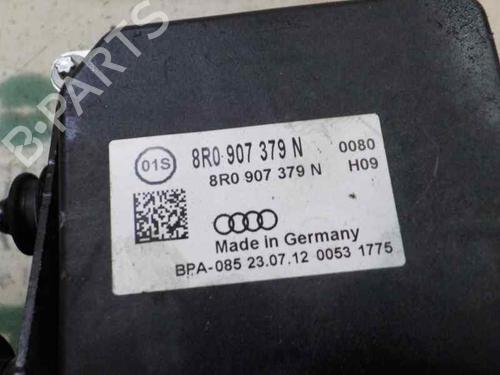 B-PARTS
01S
8R0 907 379 N 0080
8R0 907 379 N H09
Made in Germany
BPA-085 23.07.12 0053 1775